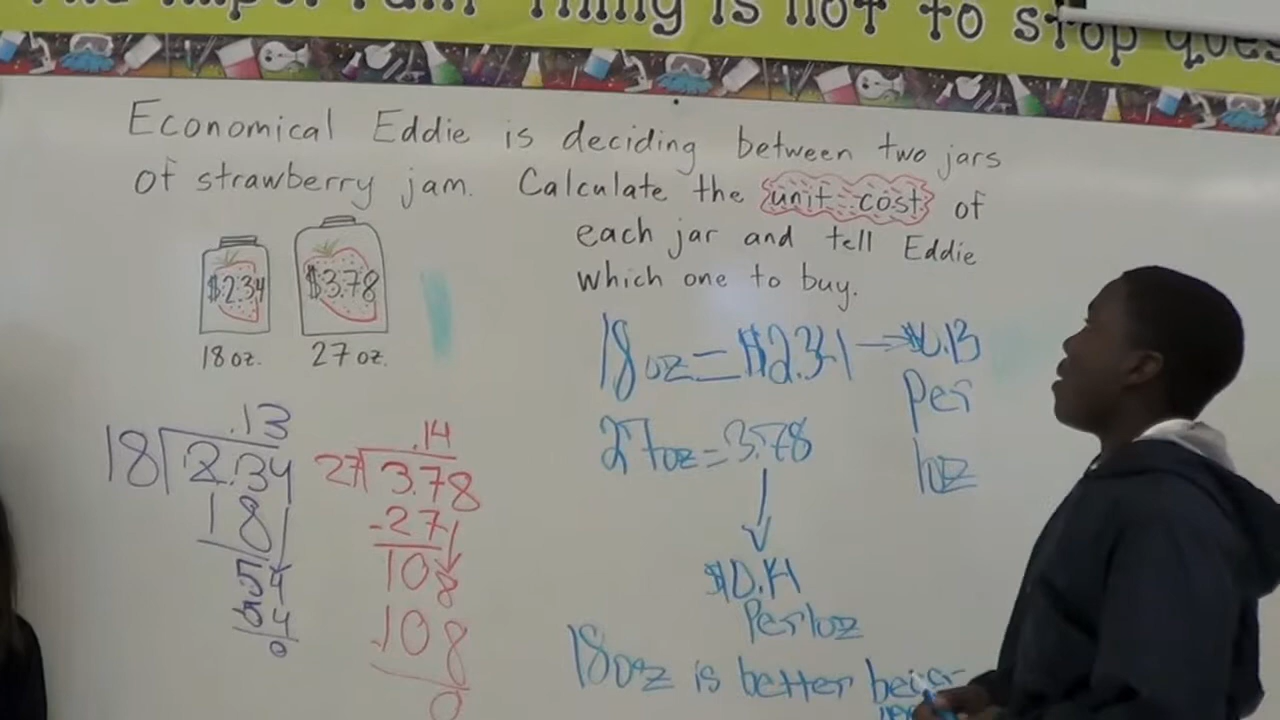 Thing is not to stop ques
Economical Eddie is deciding between two jars
of strawberry jam. Calculate the unit cost of
each jar and tell Eddie
which one to buy.
$2.34
$3.78
18 oz.
27 oz.
18oz = $2.34 → $0.13
Per
1oz
27oz = 3.78
$0.14
Per 1oz
18oz is better
.13
18 2.34
18
54
54
0
.14
27 3.78
-27
108
-108
0